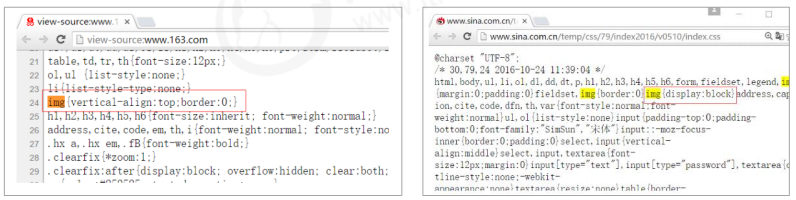 view-source:www.1 ×
view-source:www.163.com
21 table,td,tr,th{font-size:12px;}
22 ol,ul {list-style:none;}
23 li{list-style-type:none;}
24 img{vertical-align:top;border:0;}
25 h1,h2,h3,h4,h5,h6{font-size:inherit; font-weight:normal;}
26 address,cite,code,em,th,i{font-weight:normal; font-style:no
27 .hx a,.hx em,.fB{font-weight:bold;}
28 .clearfix{*zoom:1;}
29 .clearfix:after{display:block; overflow:hidden; clear:both;
www.sina.com.cn/t ×
www.sina.com.cn/temp/css/79/index2016/v0510/index.css
@charset "UTF-8";
/* 30,79,24 2016-10-24 11:39:04 */
html,body,ul,li,ol,dl,dd,dt,p,h1,h2,h3,h4,h5,h6,form,fieldset,legend,im
{margin:0;padding:0}fieldset,img{border:0}img{display:block}address,cap
ion,cite,code,dfn,th,var{font-style:normal;font-
weight:normal}ul,ol{list-style:none}input{padding-top:0;padding-
bottom:0;font-family:"SimSun","宋体"}input::-moz-focus-
inner{border:0;padding:0}select,input{vertical-
align:middle}select,input,textarea{font-
size:12px;margin:0}input[type="text"],input[type="password"],textarea{o
tline-style:none;-webkit-
appearance:none}textarea{resize:none}table{border-